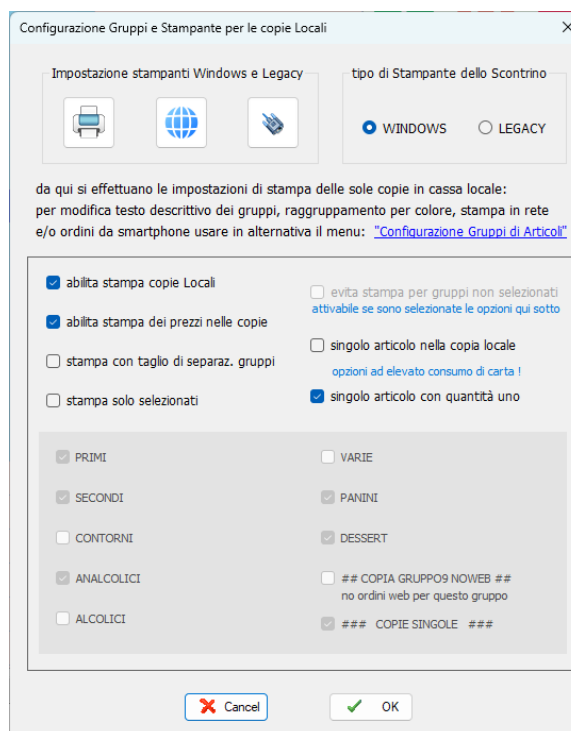 Configurazione Gruppi e Stampante per le copie Locali
Impostazione stampanti Windows e Legacy
tipo di Stampante dello Scontrino
WINDOWS
LEGACY
da qui si effettuano le impostazioni di stampa delle sole copie in cassa locale:
per modifica testo descrittivo dei gruppi, raggruppamento per colore, stampa in rete
e/o ordini da smartphone usare in alternativa il menu: "Configurazione Gruppi di Articoli"
abilita stampa copie Locali
abilita stampa dei prezzi nelle copie
stampa con taglio di separaz. gruppi
stampa solo selezionati
evita stampa per gruppi non selezionati
attivabile se sono selezionate le opzioni qui sotto
singolo articolo nella copia locale
opzioni ad elevato consumo di carta !
singolo articolo con quantità uno
PRIMI
SECONDI
CONTORNI
ANALCOLICI
ALCOLICI
VARIE
PANINI
DESSERT
## COPIA GRUPPO9 NOWEB ##
no ordini web per questo gruppo
### COPIE SINGOLE ###
Cancel
OK